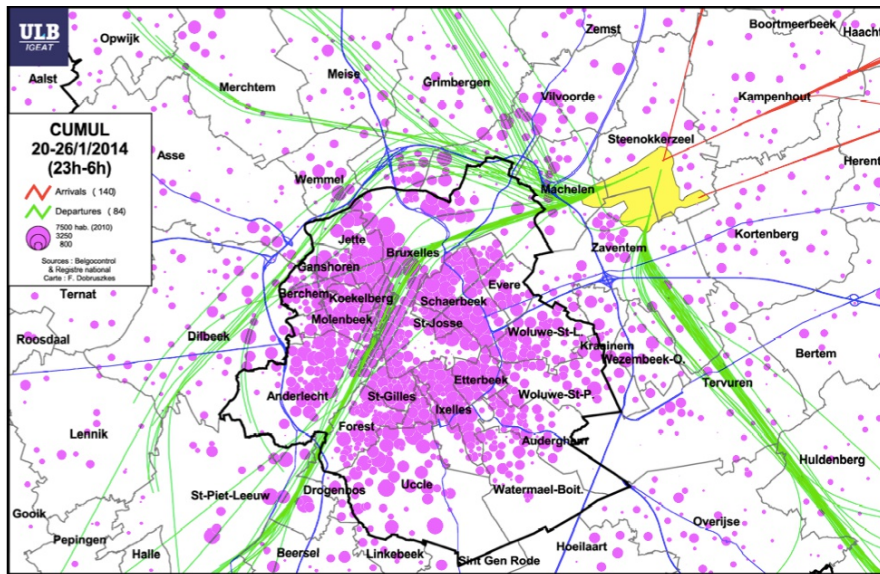 ULB
IGEAT
CUMUL
20-26/1/2014
(23h-6h)
Arrivals ( 140)
Departures ( 84)
7500 hab. (2010)
3250
800
Sources : Belgocontrol
& Registre national
Carte : F. Dobruszkes
Opwijk
Aalst
Merchtem
Meise
Grimbergen
Zemst
Boortmeerbeek
Haacht
Vilvoorde
Kampenhout
Asse
Steenokkerzeel
Herent
Wemmel
Machelen
Jette
Bruxelles
Zaventem
Kortenberg
Ganshoren
Evere
Ternat
Berchem
Koekelberg
Schaerbeek
Molenbeek
St-Josse
Woluwe-St-L.
Roosdaal
Dilbeek
Kraainem
Wezembeek-O.
Bertem
Etterbeek
Tervuren
Anderlecht
St-Gilles
Woluwe-St-P.
Ixelles
Forest
Lennik
Auderghem
Huldenberg
Uccle
St-Piet-Leeuw
Drogenbos
Watermael-Boit.
Gooik
Overijse
Pepingen
Halle
Beersel
Linkebeek
Sint Gen Rode
Hoeilaart